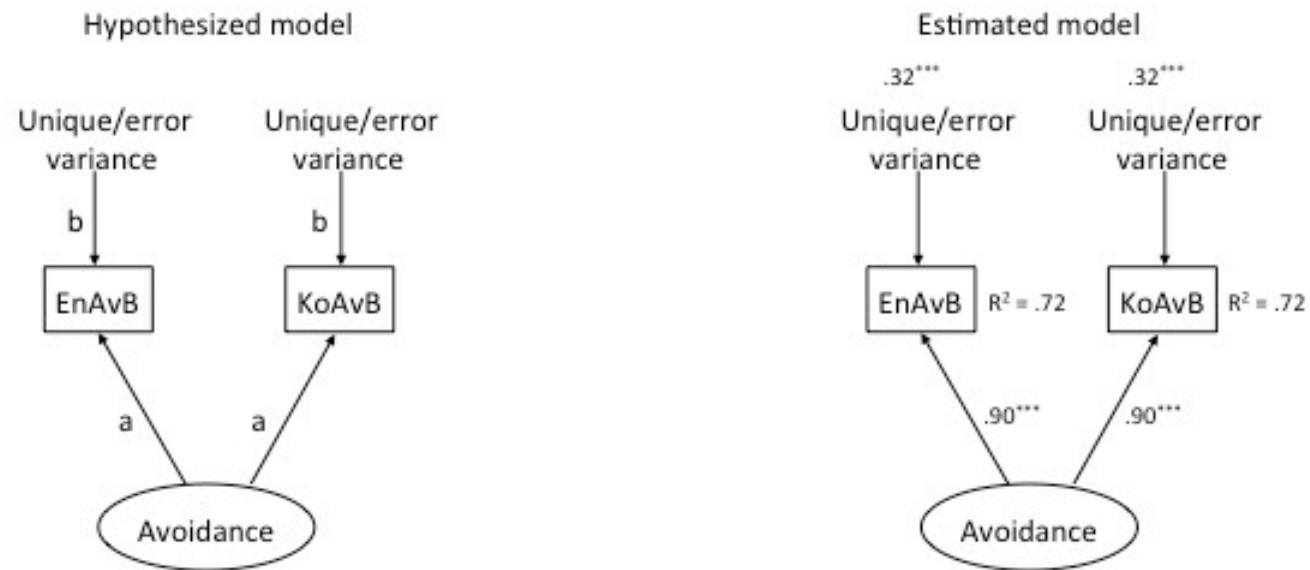 Hypothesized model
Unique/error
variance
Unique/error
variance
b
b
EnAvB
KoAvB
a
a
Avoidance
Estimated model
.32***
.32***
Unique/error
variance
Unique/error
variance
EnAvB
R² = .72
KoAvB
R² = .72
.90***
.90***
Avoidance